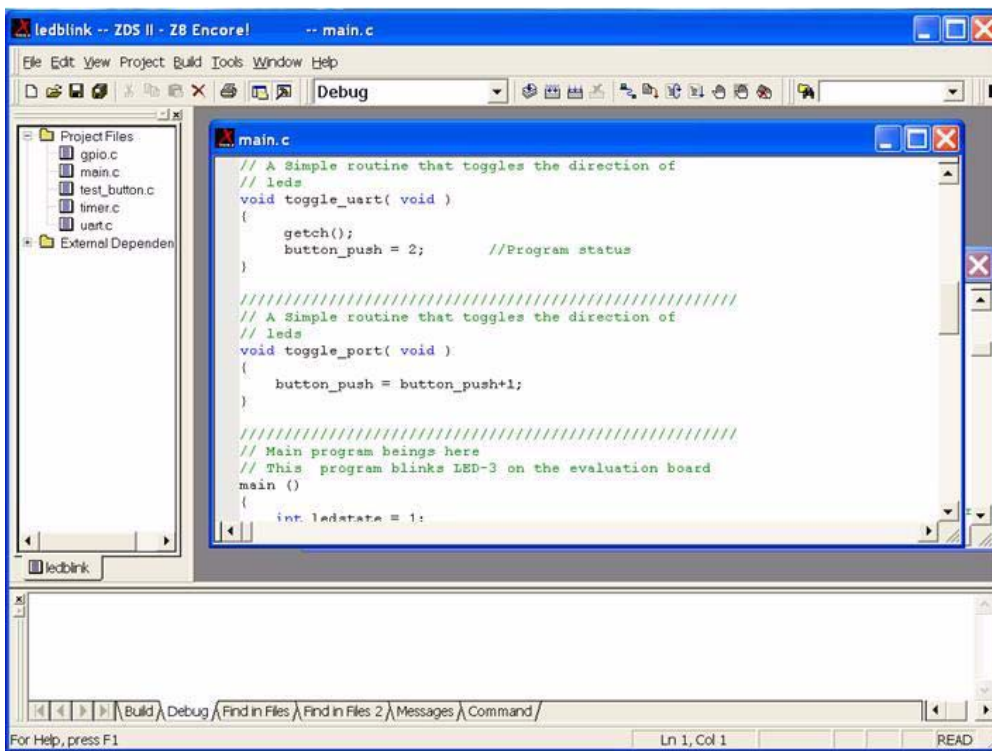 ledblink -- ZDS II - Z8 Encore! -- main.c
File Edit View Project Build Tools Window Help
Debug
Project Files
gpio.c
main.c
test_button.c
timer.c
uart.c
External Dependen
ledblink
main.c
// A Simple routine that toggles the direction of
// leds
void toggle_uart( void )
{
getch();
button_push = 2; //Program status
}
////////////////////////////////////////////////////////
// A Simple routine that toggles the direction of
// leds
void toggle_port( void )
{
button_push = button_push+1;
}
////////////////////////////////////////////////////////
// Main program beings here
// This  program blinks LED-3 on the evaluation board
main ()
{
int ledstate = 1;
Build Debug Find in Files Find in Files 2 Messages Command
For Help, press F1 Ln 1, Col 1 READ